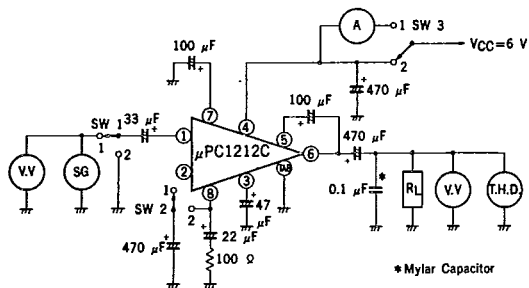 A
1 SW 3
VCC=6 V
2
100 μF
+
+
470 μF
100 μF
+
33
μF
SW 1
1
2
+
1
7
4
5
6
μPC1212C
470 μF
+
V.V
SG
2
8
3
TAB
0.1 μF
*
RL
V.V
T.H.D.
1
SW 2
2
+
47
μF
470 μF
+
+
22
μF
100 Ω
*Mylar Capacitor